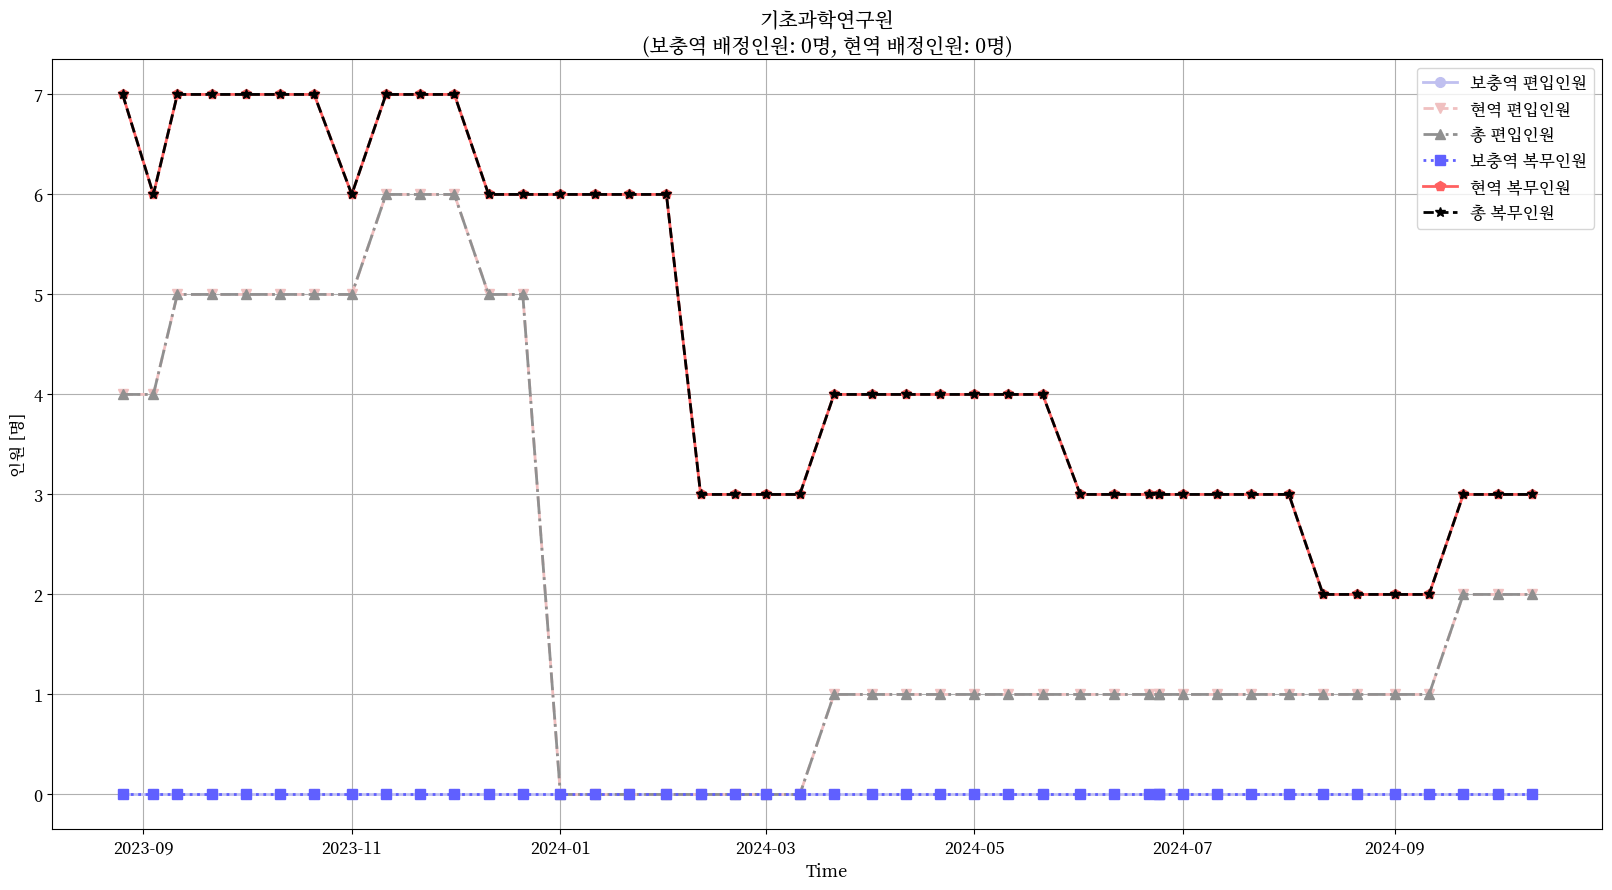 기초과학연구원
(보충역 배정인원: 0명, 현역 배정인원: 0명)
보충역 편입인원
현역 편입인원
총 편입인원
보충역 복무인원
현역 복무인원
총 복무인원
인원 [명]
7
6
5
4
3
2
1
0
2023-09
2023-11
2024-01
2024-03
2024-05
2024-07
2024-09
Time